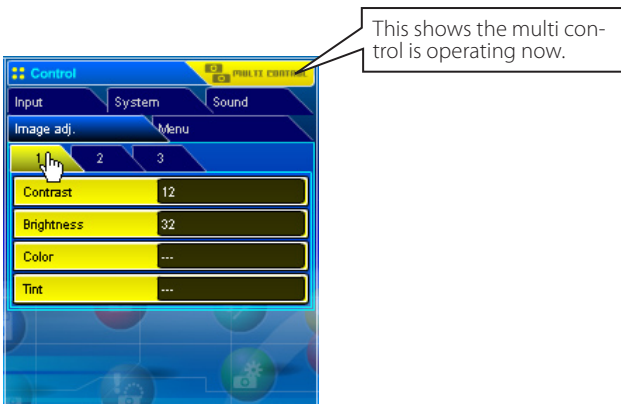 This shows the multi con-
trol is operating now.
Control
MULTI CONTROL
Input System Sound
Image adj. Menu
1 2 3
Contrast 12
Brightness 32
Color ---
Tint ---